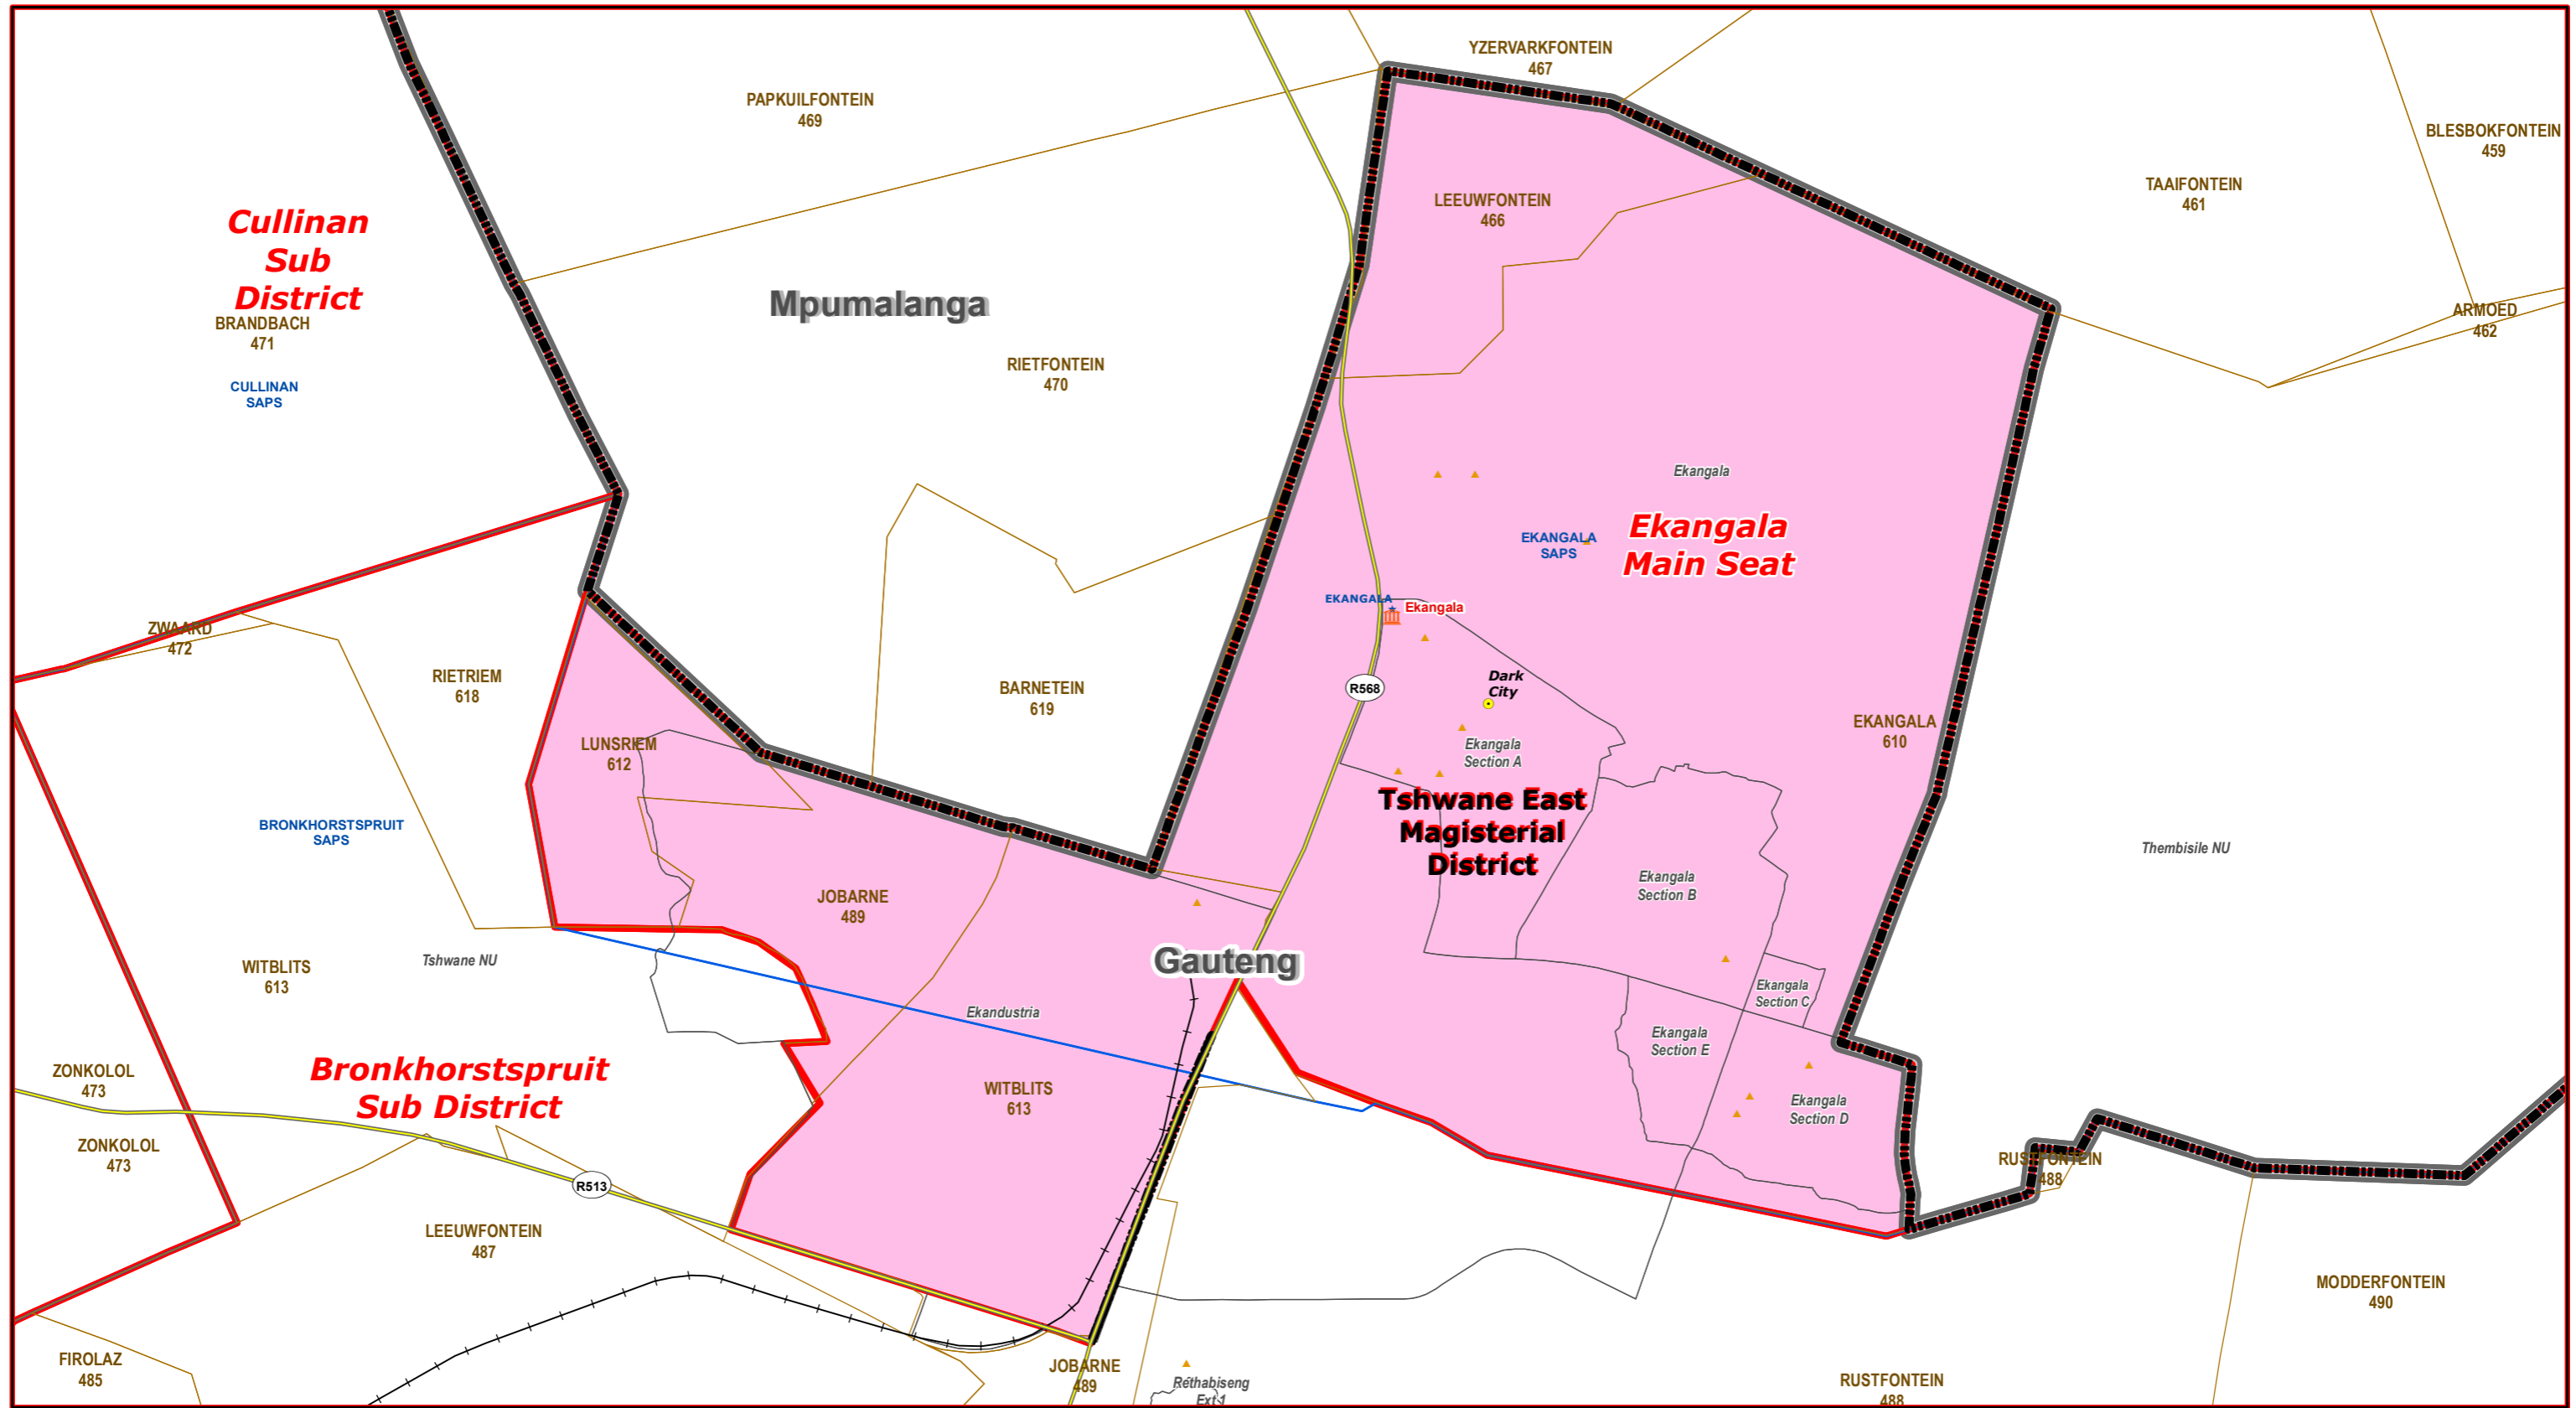 YZERVARKFONTEIN
467
PAPKUILFONTEIN
469
BLESBOKFONTEIN
459
TAAIFONTEIN
461
LEEUWFONTEIN
466
Cullinan
Sub
District
BRANDBACH
471
CULLINAN
SAPS
Mpumalanga
ARMOED
462
RIETFONTEIN
470
Ekangala
Ekangala
Main Seat
EKANGALA
SAPS
EKANGALA
Ekangala
ZWAARD
472
RIETRIEM
618
BARNETEIN
619
R568
Dark
City
EKANGALA
610
LUNSRIEM
612
Ekangala
Section A
Tshwane East
Magisterial
District
BRONKHORSTSPRUIT
SAPS
Thembisile NU
Ekangala
Section B
JOBARNE
489
Gauteng
Tshwane NU
WITBLITS
613
Ekangala
Section C
Ekandustria
Ekangala
Section E
Bronkhorstspruit
Sub District
ZONKOLOL
473
WITBLITS
613
Ekangala
Section D
ZONKOLOL
473
RUSTFONTEIN
488
R513
LEEUWFONTEIN
487
MODDERFONTEIN
490
FIROLAZ
485
JOBARNE
489
Rethabiseng
Ext 1
RUSTFONTEIN
488